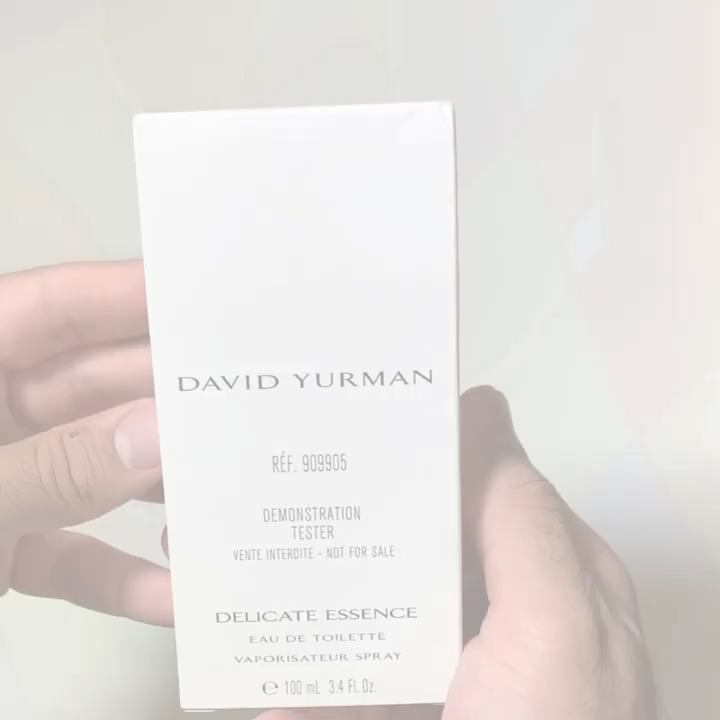 DAVID YURMAN
RÉF. 909905
DEMONSTRATION
TESTER
VENTE INTERDITE - NOT FOR SALE
DELICATE ESSENCE
EAU DE TOILETTE
VAPORISATEUR SPRAY
℮ 100 mL 3.4 Fl. Oz.